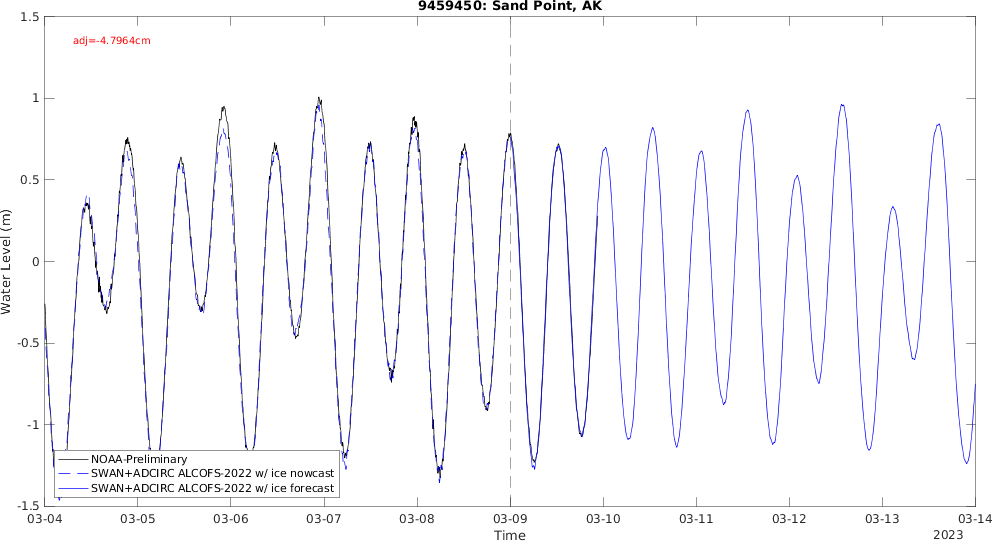 9459450: Sand Point, AK
adj=-4.7964cm
1.5
1
0.5
0
-0.5
-1
-1.5
Water Level (m)
NOAA-Preliminary
SWAN+ADCIRC ALCOFS-2022 w/ ice nowcast
SWAN+ADCIRC ALCOFS-2022 w/ ice forecast
03-04 03-05 03-06 03-07 03-08 03-09 03-10 03-11 03-12 03-13 03-14
Time
2023